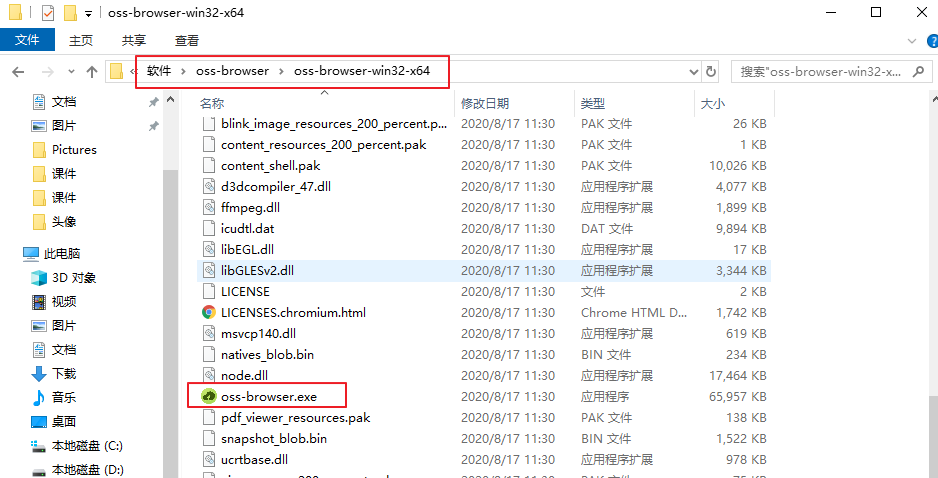 oss-browser-win32-x64
文件 主页 共享 查看
« 软件 > oss-browser > oss-browser-win32-x64 搜索"oss-browser-win32-x...
文档
图片
Pictures
课件
课件
头像
此电脑
3D 对象
视频
图片
文档
下载
音乐
桌面
本地磁盘 (C:)
本地磁盘 (D:)
名称 修改日期 类型 大小
blink_image_resources_200_percent.p... 2020/8/17 11:30 PAK 文件 26 KB
content_resources_200_percent.pak 2020/8/17 11:30 PAK 文件 1 KB
content_shell.pak 2020/8/17 11:30 PAK 文件 10,026 KB
d3dcompiler_47.dll 2020/8/17 11:30 应用程序扩展 4,077 KB
ffmpeg.dll 2020/8/17 11:30 应用程序扩展 1,899 KB
icudtl.dat 2020/8/17 11:30 DAT 文件 9,894 KB
libEGL.dll 2020/8/17 11:30 应用程序扩展 17 KB
libGLESv2.dll 2020/8/17 11:30 应用程序扩展 3,344 KB
LICENSE 2020/8/17 11:30 文件 2 KB
LICENSES.chromium.html 2020/8/17 11:30 Chrome HTML D... 1,742 KB
msvcp140.dll 2020/8/17 11:30 应用程序扩展 619 KB
natives_blob.bin 2020/8/17 11:30 BIN 文件 234 KB
node.dll 2020/8/17 11:30 应用程序扩展 17,464 KB
oss-browser.exe 2020/8/17 11:30 应用程序 65,957 KB
pdf_viewer_resources.pak 2020/8/17 11:30 PAK 文件 138 KB
snapshot_blob.bin 2020/8/17 11:30 BIN 文件 1,522 KB
ucrtbase.dll 2020/8/17 11:30 应用程序扩展 978 KB